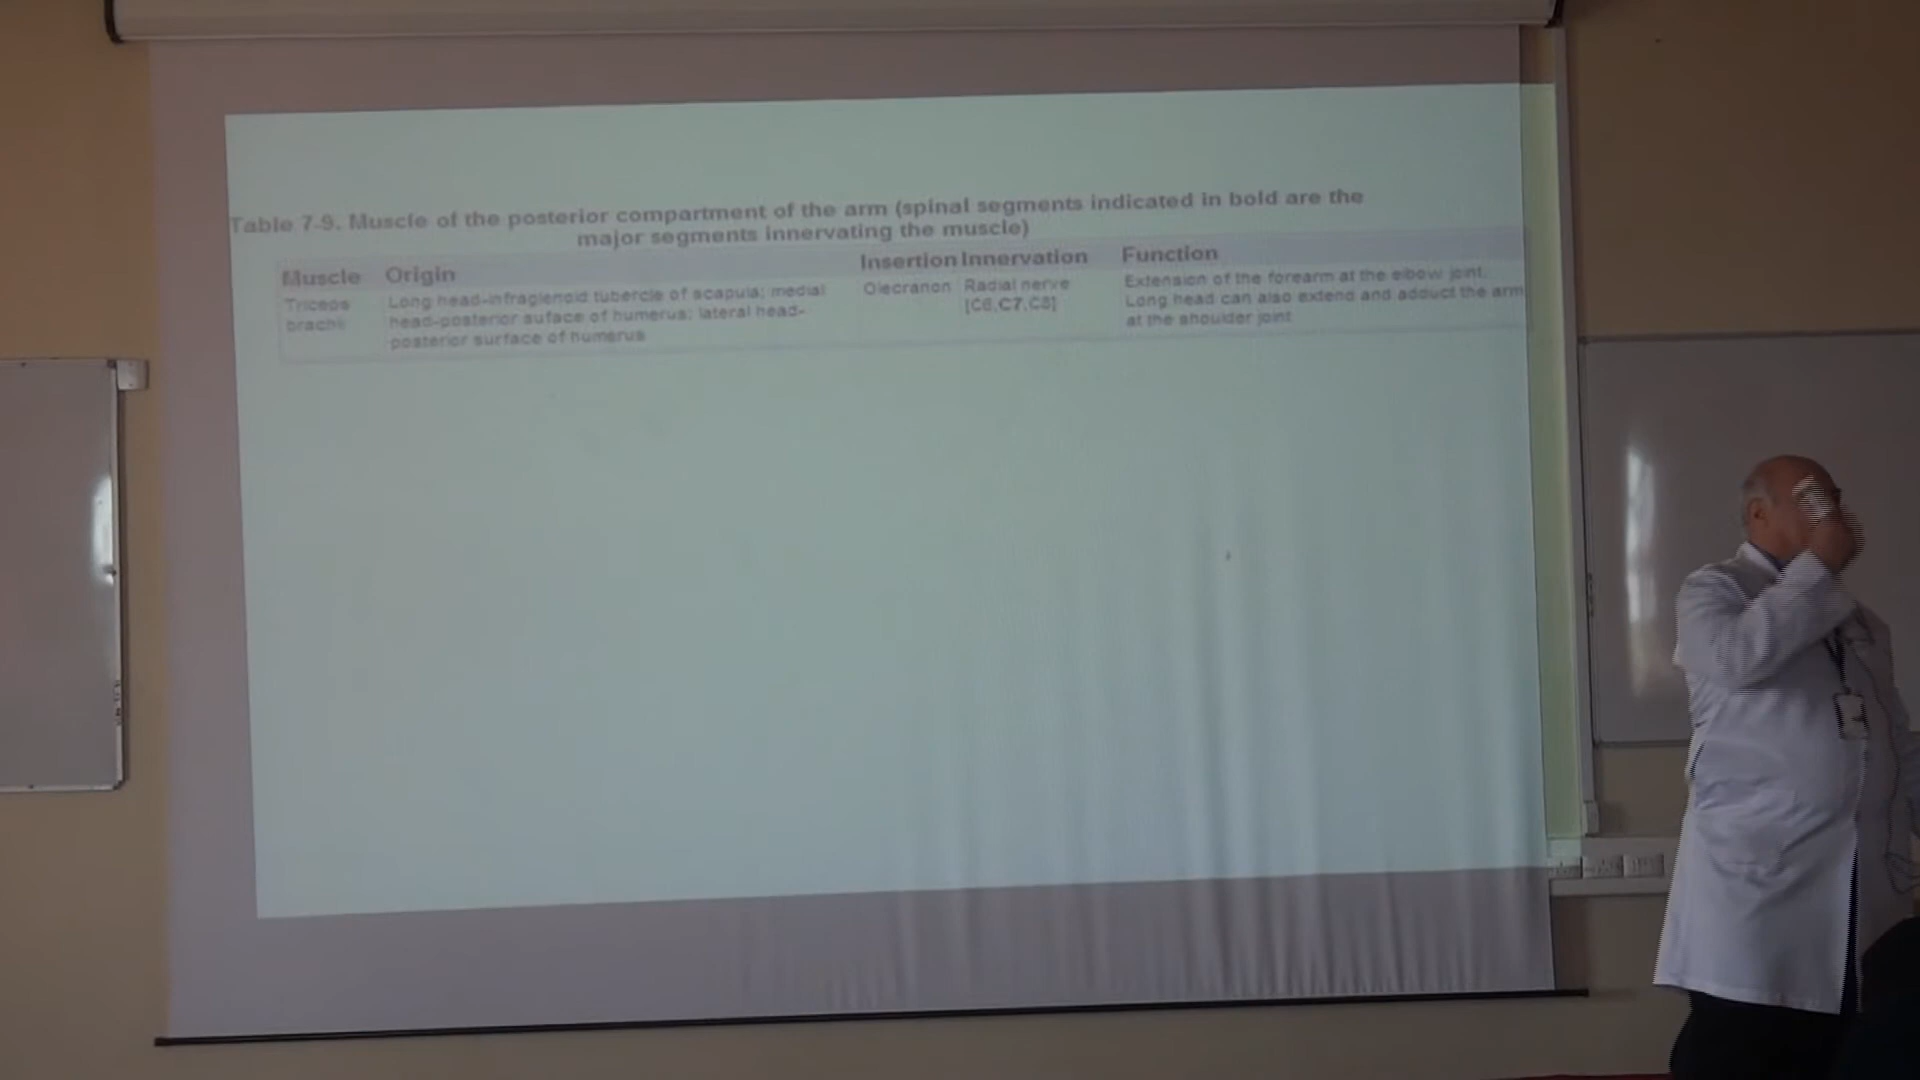 Table 7-9. Muscle of the posterior compartment of the arm (spinal segments indicated in bold are the
major segments innervating the muscle)
Muscle Origin Insertion Innervation Function
Triceps brachii
Long head-infraglenoid tubercle of scapula; medial
head-posterior suface of humerus; lateral head-
posterior surface of humerus
Olecranon
Radial nerve
[C6,C7,C8]
Extension of the forearm at the elbow joint.
Long head can also extend and adduct the arm
at the shoulder joint